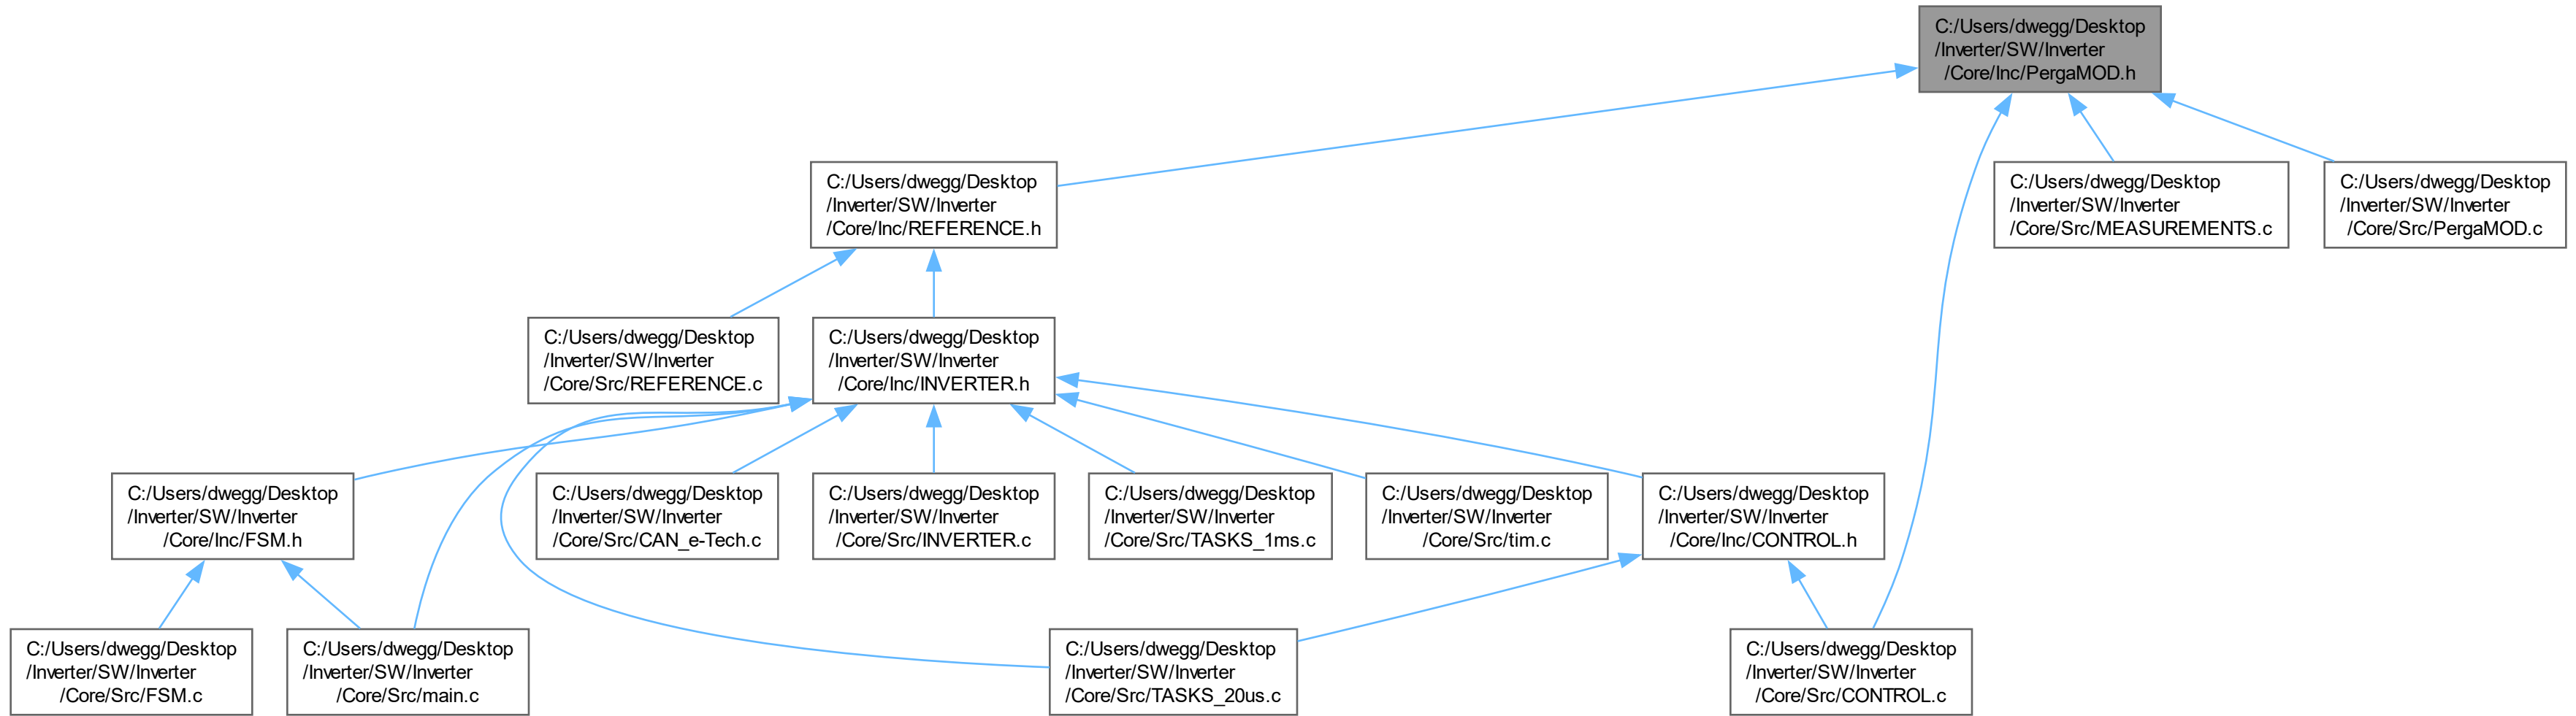 C:/Users/dwegg/Desktop
/Inverter/SW/Inverter
/Core/Inc/PergaMOD.h
C:/Users/dwegg/Desktop
/Inverter/SW/Inverter
/Core/Inc/REFERENCE.h
C:/Users/dwegg/Desktop
/Inverter/SW/Inverter
/Core/Src/MEASUREMENTS.c
C:/Users/dwegg/Desktop
/Inverter/SW/Inverter
/Core/Src/PergaMOD.c
C:/Users/dwegg/Desktop
/Inverter/SW/Inverter
/Core/Src/REFERENCE.c
C:/Users/dwegg/Desktop
/Inverter/SW/Inverter
/Core/Inc/INVERTER.h
C:/Users/dwegg/Desktop
/Inverter/SW/Inverter
/Core/Inc/FSM.h
C:/Users/dwegg/Desktop
/Inverter/SW/Inverter
/Core/Src/CAN_e-Tech.c
C:/Users/dwegg/Desktop
/Inverter/SW/Inverter
/Core/Src/INVERTER.c
C:/Users/dwegg/Desktop
/Inverter/SW/Inverter
/Core/Src/TASKS_1ms.c
C:/Users/dwegg/Desktop
/Inverter/SW/Inverter
/Core/Src/tim.c
C:/Users/dwegg/Desktop
/Inverter/SW/Inverter
/Core/Inc/CONTROL.h
C:/Users/dwegg/Desktop
/Inverter/SW/Inverter
/Core/Src/FSM.c
C:/Users/dwegg/Desktop
/Inverter/SW/Inverter
/Core/Src/main.c
C:/Users/dwegg/Desktop
/Inverter/SW/Inverter
/Core/Src/TASKS_20us.c
C:/Users/dwegg/Desktop
/Inverter/SW/Inverter
/Core/Src/CONTROL.c